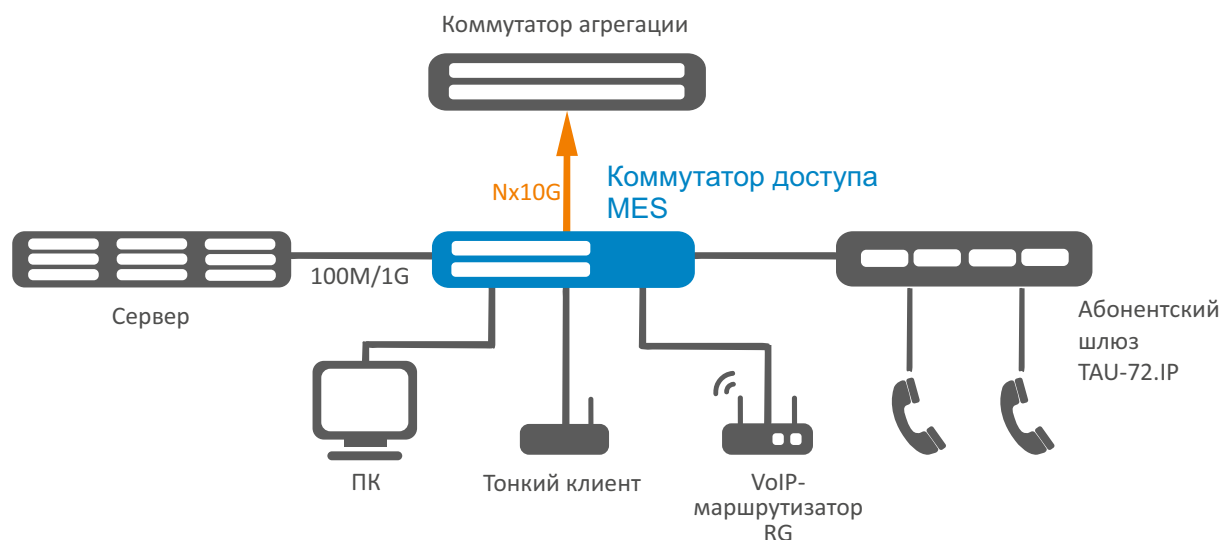 Коммутатор агрегации
Nx10G
Коммутатор доступа
MES
100M/1G
Сервер
Абонентский
шлюз
TAU-72.IP
ПК
Тонкий клиент
VoIP-
маршрутизатор
RG